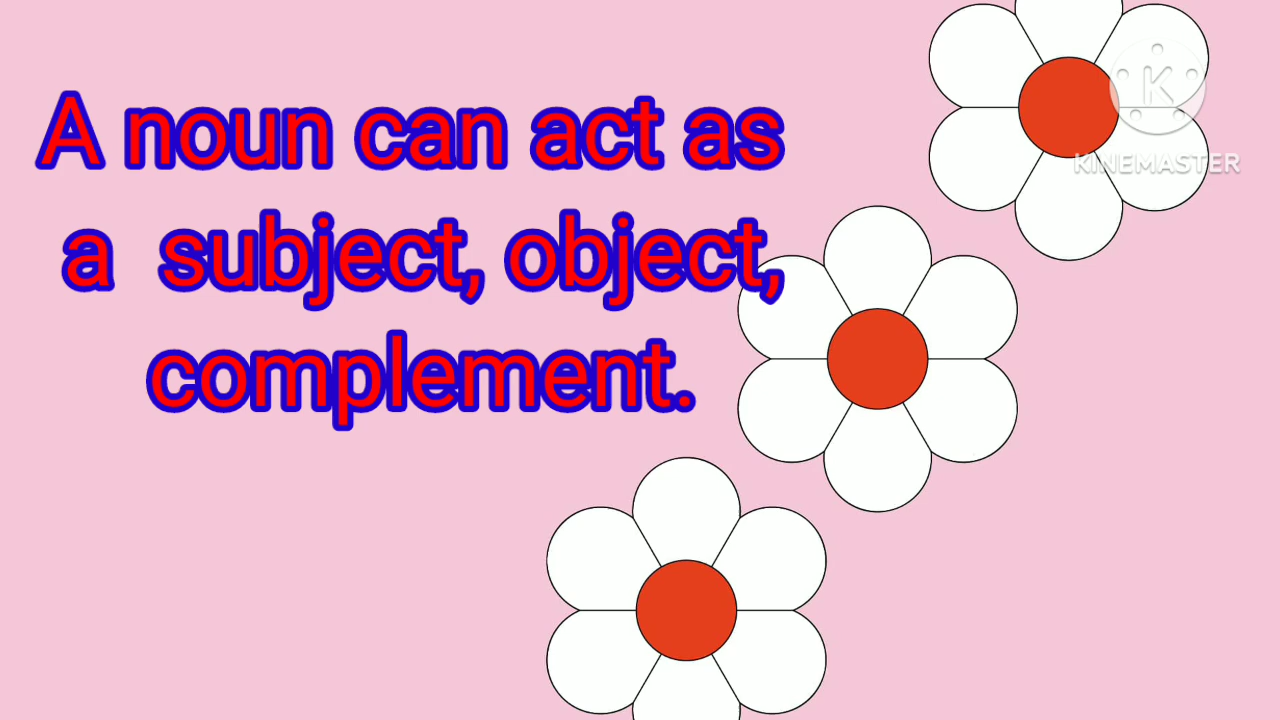 A noun can act as
a subject, object,
complement.
K
KINEMASTER